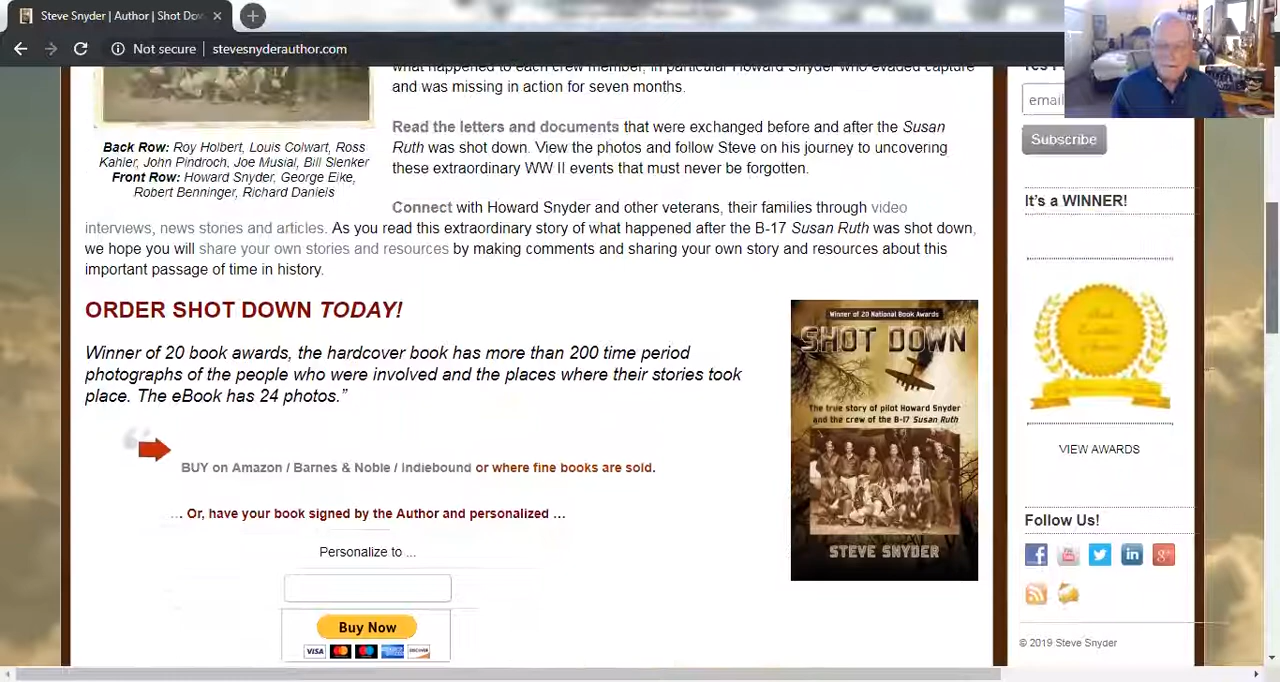 Steve Snyder | Author | Shot Dow
Not secure
stevesnyderauthor.com
what happened to each crew member, in particular Howard Snyder who evaded capture
and was missing in action for seven months.
Read the letters and documents that were exchanged before and after the Susan
Ruth was shot down. View the photos and follow Steve on his journey to uncovering
these extraordinary WW II events that must never be forgotten.
Back Row: Roy Holbert, Louis Colwart, Ross
Kahler, John Pindroch, Joe Musial, Bill Slenker
Front Row: Howard Snyder, George Eike,
Robert Benninger, Richard Daniels
Connect with Howard Snyder and other veterans, their families through video
interviews, news stories and articles. As you read this extraordinary story of what happened after the B-17 Susan Ruth was shot down,
we hope you will share your own stories and resources by making comments and sharing your own story and resources about this
important passage of time in history.
ORDER SHOT DOWN TODAY!
Winner of 20 book awards, the hardcover book has more than 200 time period
photographs of the people who were involved and the places where their stories took
place. The eBook has 24 photos.”
BUY on Amazon / Barnes & Noble / Indiebound or where fine books are sold.
… Or, have your book signed by the Author and personalized …
Personalize to ...
Buy Now
VISA
DISCOVER
Winner of 20 National Book Awards
SHOT DOWN
The true story of pilot Howard Snyder
and the crew of the B-17 Susan Ruth
STEVE SNYDER
email
Subscribe
It’s a WINNER!
VIEW AWARDS
Follow Us!
© 2019 Steve Snyder